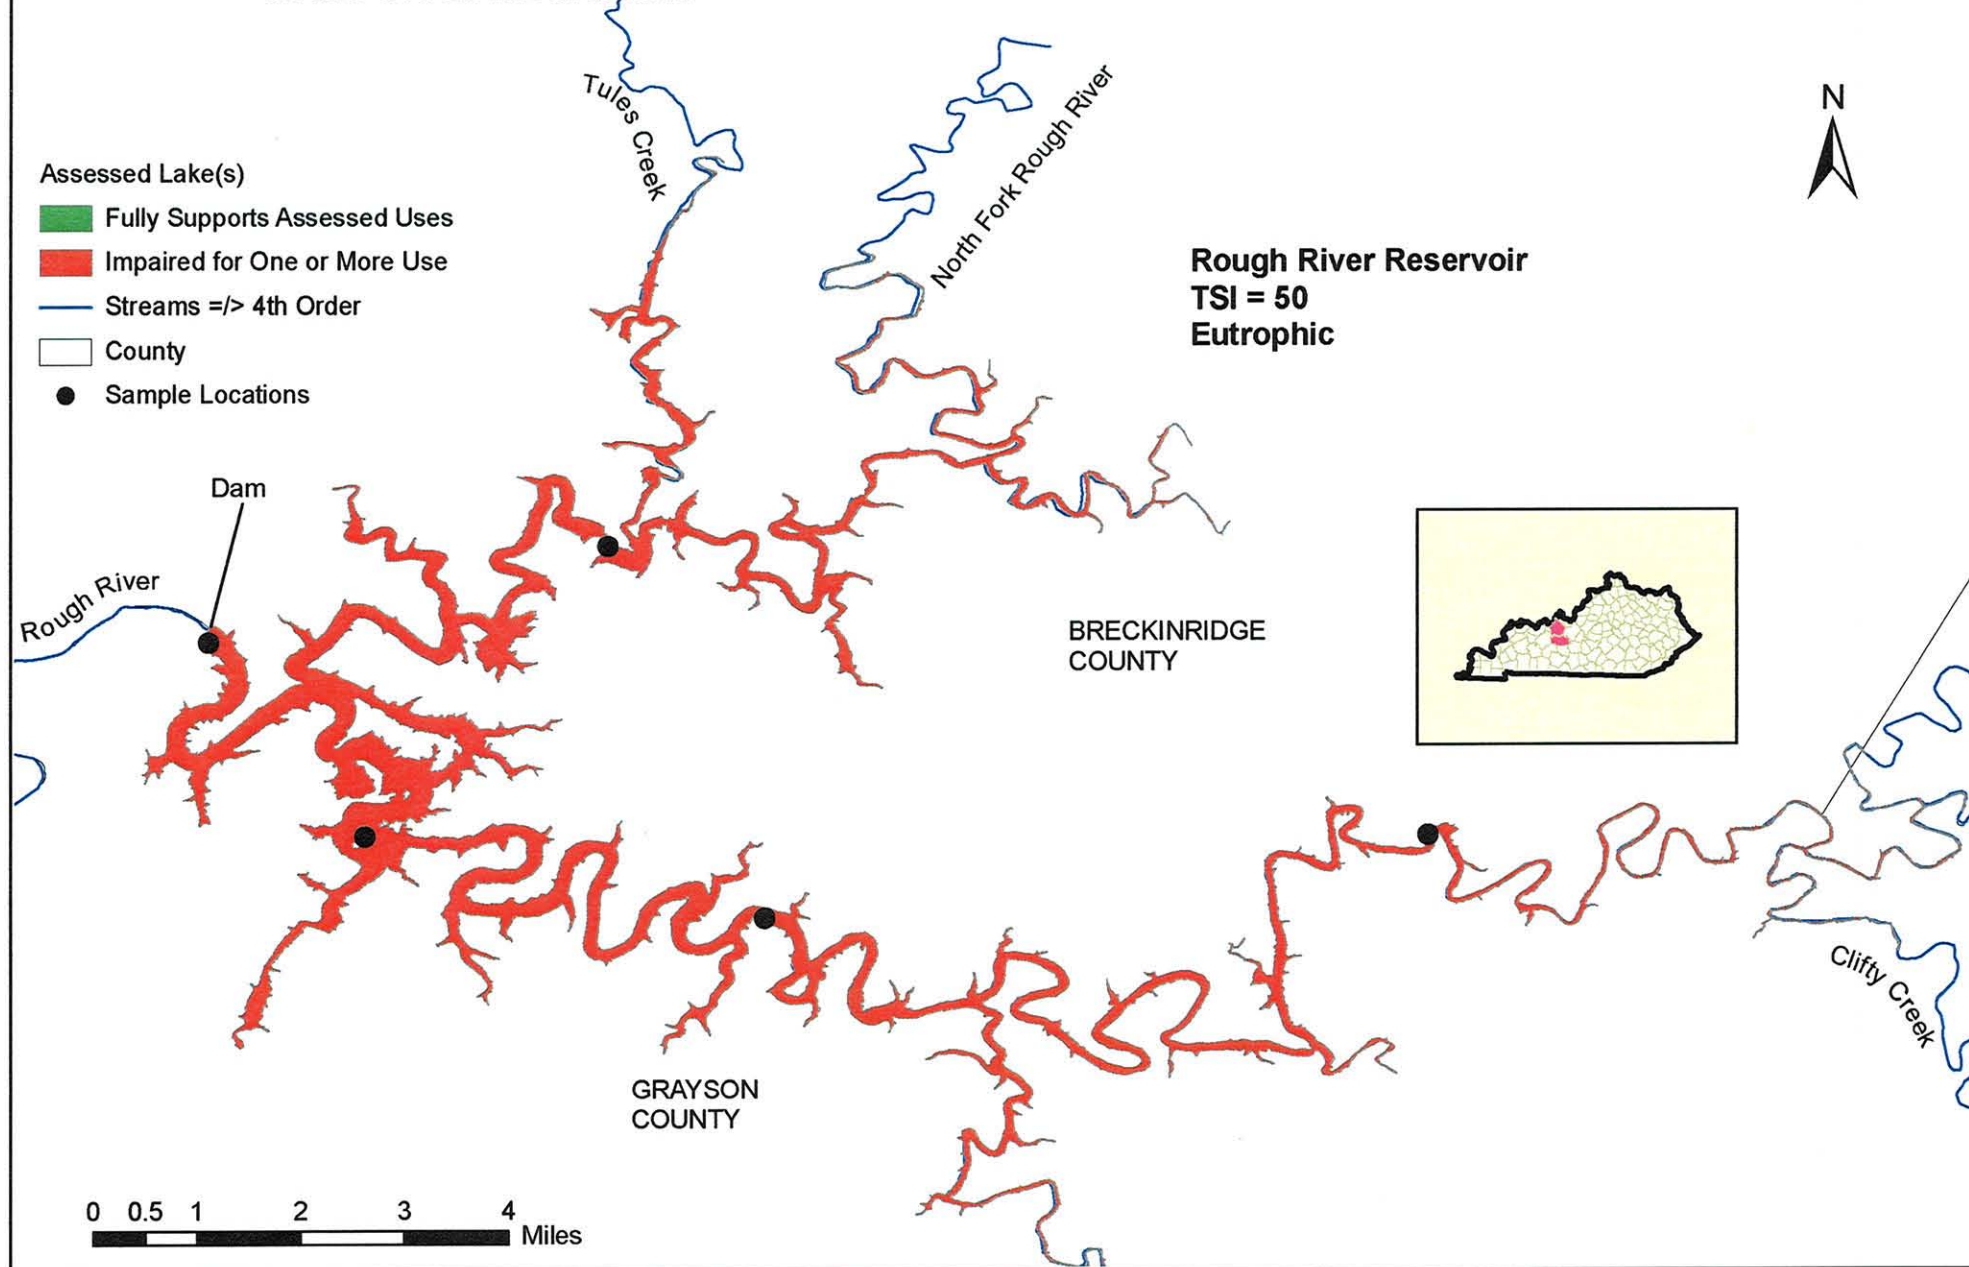 Tules Creek
North Fork Rough River
N
Assessed Lake(s)
Fully Supports Assessed Uses
Impaired for One or More Use
Streams =/> 4th Order
County
Sample Locations
Rough River Reservoir
TSI = 50
Eutrophic
Dam
Rough River
BRECKINRIDGE
COUNTY
Clifty Creek
GRAYSON
COUNTY
0 0.5 1 2 3 4
Miles